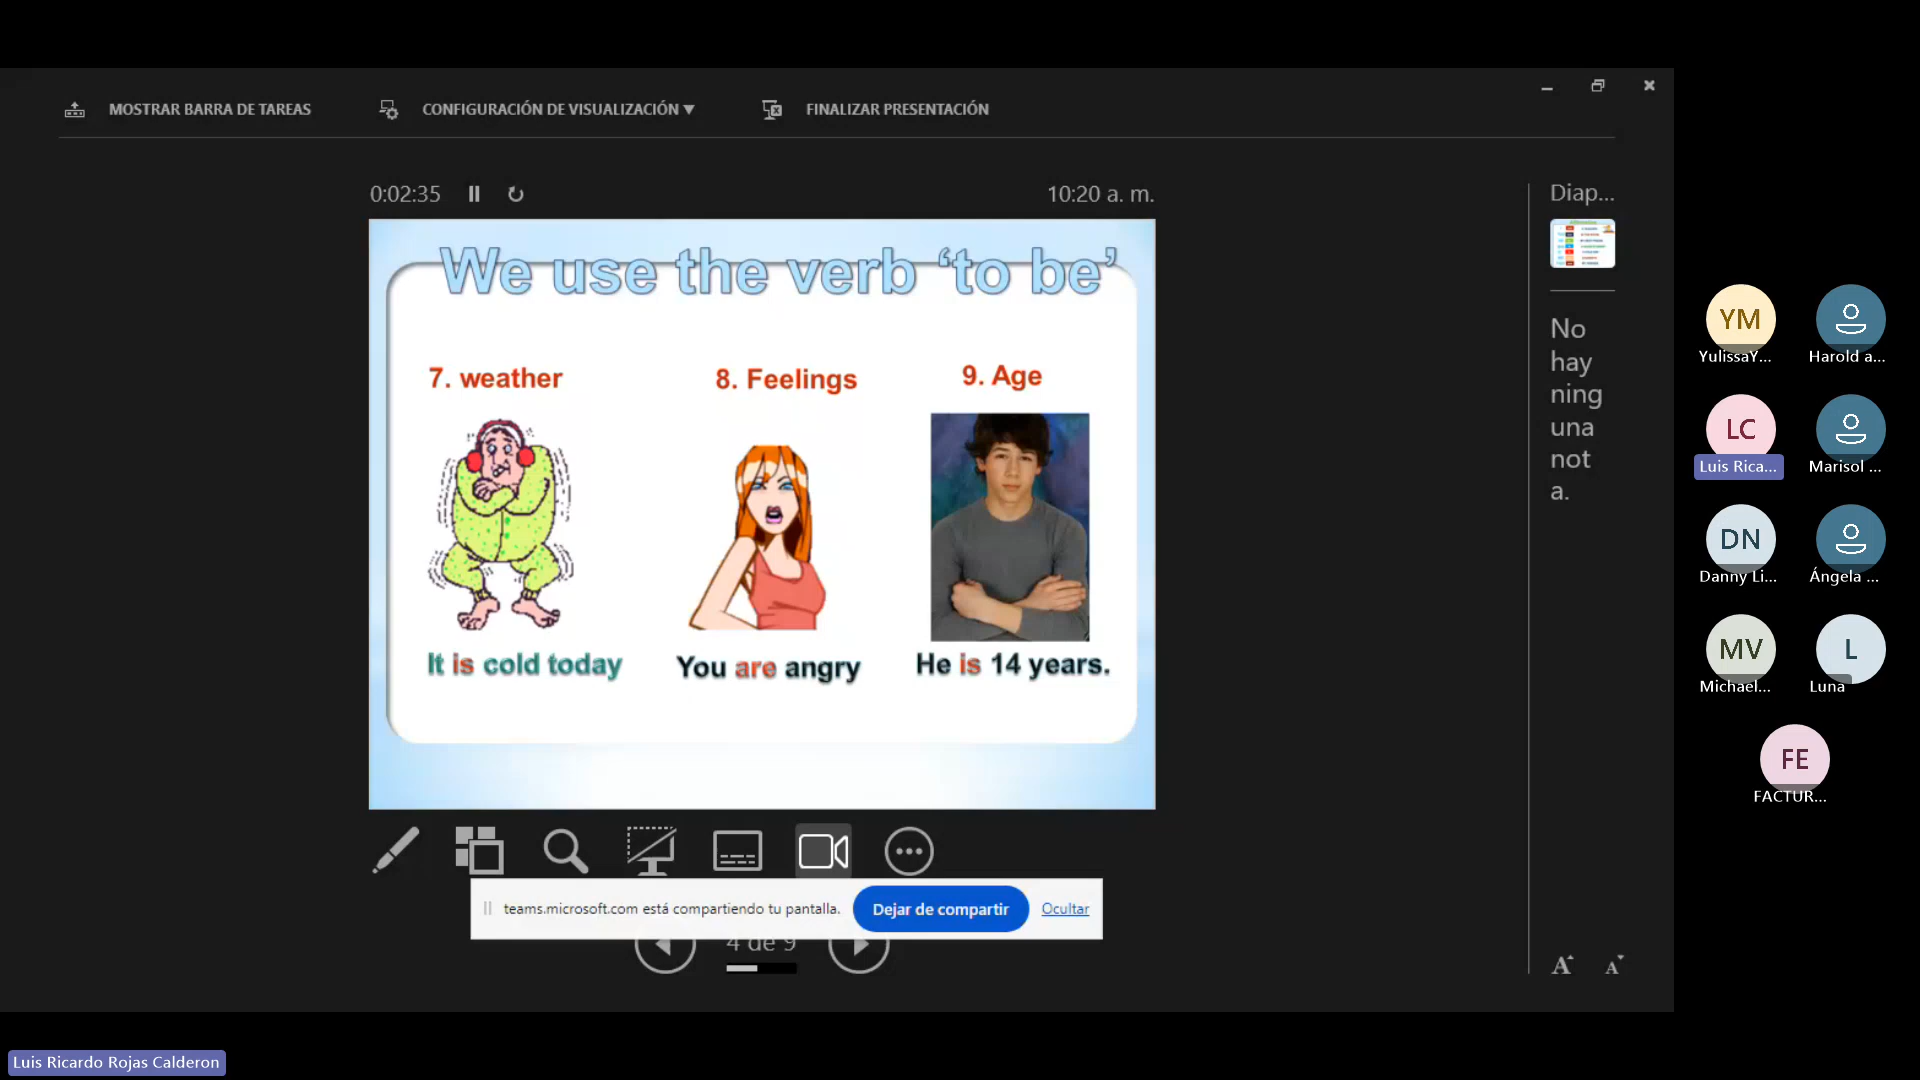 MOSTRAR BARRA DE TAREAS
CONFIGURACIÓN DE VISUALIZACIÓN ▼
FINALIZAR PRESENTACIÓN
0:02:35
10:20 a. m.
Diap...
We use the verb ‘to be’
7. weather
8. Feelings
9. Age
It is cold today
You are angry
He is 14 years.
No
hay
ning
una
not
a.
teams.microsoft.com está compartiendo tu pantalla.
Dejar de compartir
Ocultar
4 de 9
A
A
YM
YulissaY...
Harold a...
LC
Luis Rica...
Marisol ...
DN
Danny Li...
Ángela ...
MV
Michael...
L
Luna
FE
FACTUR...
Luis Ricardo Rojas Calderon